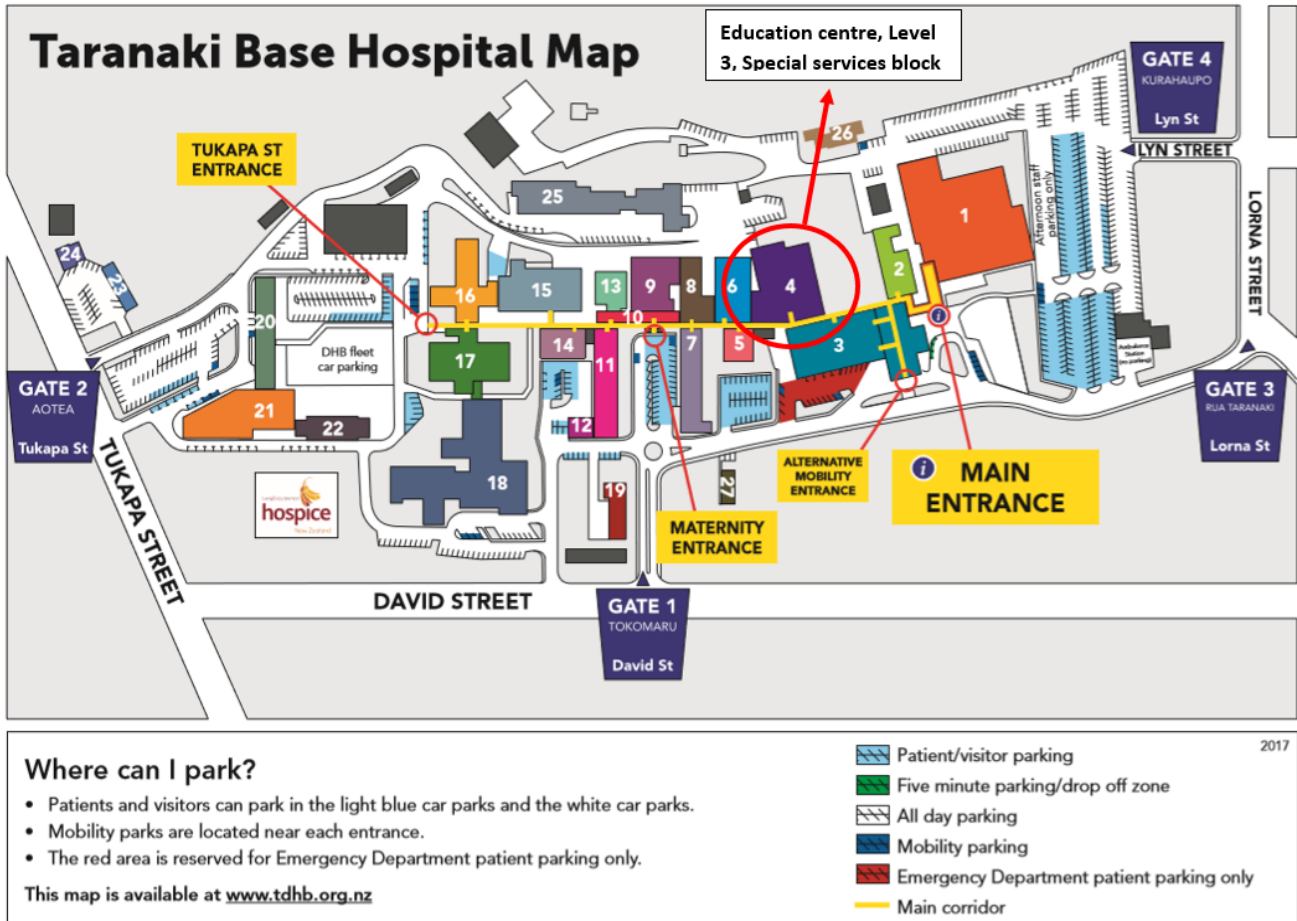 Taranaki Base Hospital Map
Education centre, Level
3, Special services block
GATE 4
KURAHAUPO
Lyn St
TUKAPA ST
ENTRANCE
LYN STREET
LORNA STREET
Afternoon staff
parking only
26
25
1
24
23
2
4
6
8
9
13
15
16
10
20
DHB fleet
car parking
17
14
11
7
5
3
i
Ambulance
Station
(no parking)
GATE 2
AOTEA
Tukapa St
GATE 3
RUA TARANAKI
Lorna St
21
22
12
18
19
27
hospice
New Zealand
TUKAPA STREET
ALTERNATIVE
MOBILITY
ENTRANCE
i MAIN
ENTRANCE
MATERNITY
ENTRANCE
DAVID STREET
GATE 1
TOKOMARU
David St
2017
Where can I park?
• Patients and visitors can park in the light blue car parks and the white car parks.
• Mobility parks are located near each entrance.
• The red area is reserved for Emergency Department patient parking only.
This map is available at www.tdhb.org.nz
Patient/visitor parking
Five minute parking/drop off zone
All day parking
Mobility parking
Emergency Department patient parking only
Main corridor